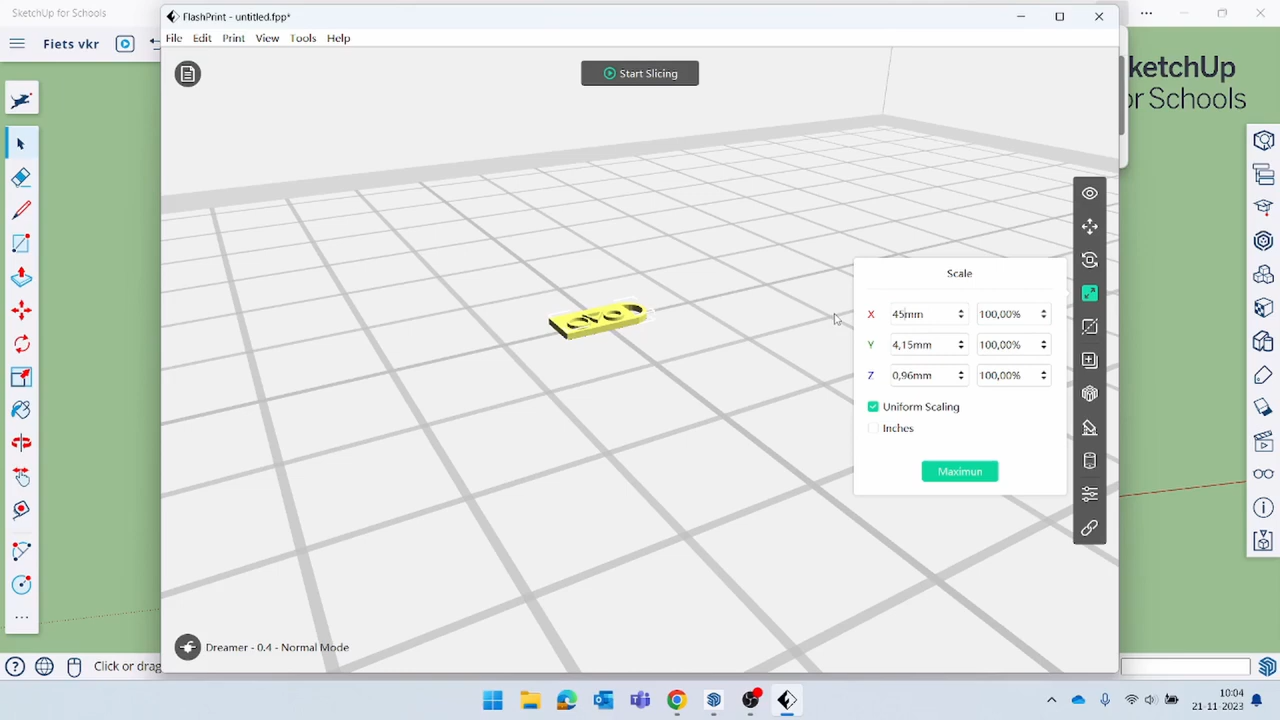 SketchUp for Schools
FlashPrint - untitled.fpp*
Fiets vkr
File Edit Print View Tools Help
Start Slicing
ketchUp
or Schools
Scale
X 45mm 100,00%
Y 4,15mm 100,00%
Z 0,96mm 100,00%
Uniform Scaling
Inches
Maximun
Dreamer - 0.4 - Normal Mode
Click or drag
10:04
21-11-2023